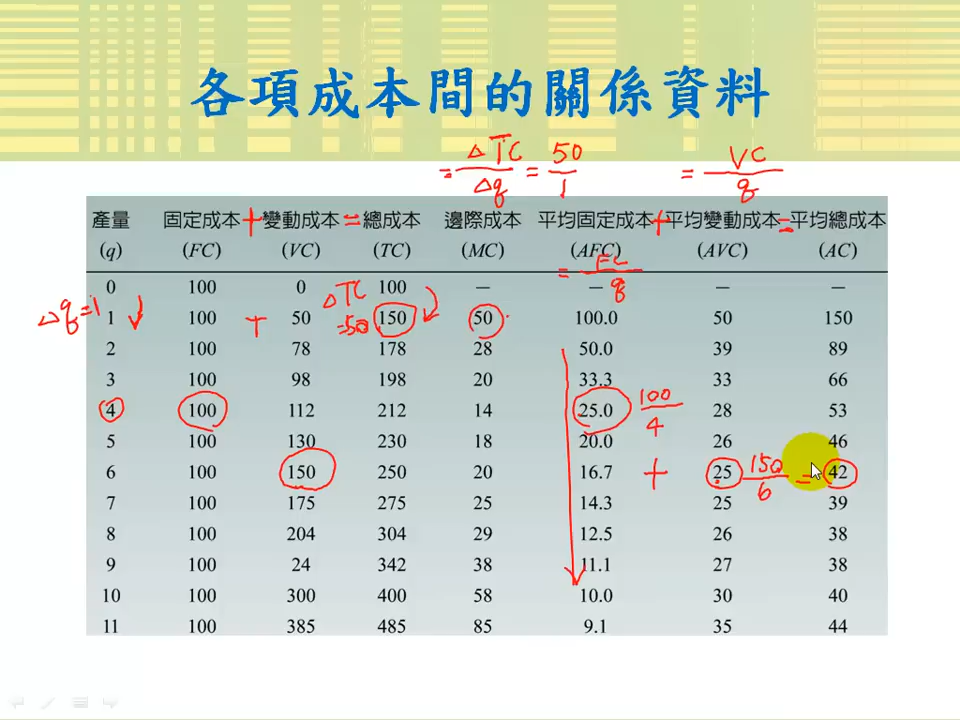 各項成本間的關係資料
= ΔTC/Δq = 50/1
= VC/q
產量 固定成本 + 變動成本 = 總成本 邊際成本 平均固定成本 + 平均變動成本 = 平均總成本
(q) (FC) (VC) (TC) (MC) (AFC) (AVC) (AC)
= FC/q
0 100 0 100 — — — —
Δq=1
ΔTC
=50
1 100 + 50 150 50 100.0 50 150
2 100 78 178 28 50.0 39 89
3 100 98 198 20 33.3 33 66
4 100 112 212 14 25.0 100/4 28 53
5 100 130 230 18 20.0 26 46
6 100 150 250 20 16.7 + 25 150/6 = 42
7 100 175 275 25 14.3 25 39
8 100 204 304 29 12.5 26 38
9 100 24 342 38 11.1 27 38
10 100 300 400 58 10.0 30 40
11 100 385 485 85 9.1 35 44